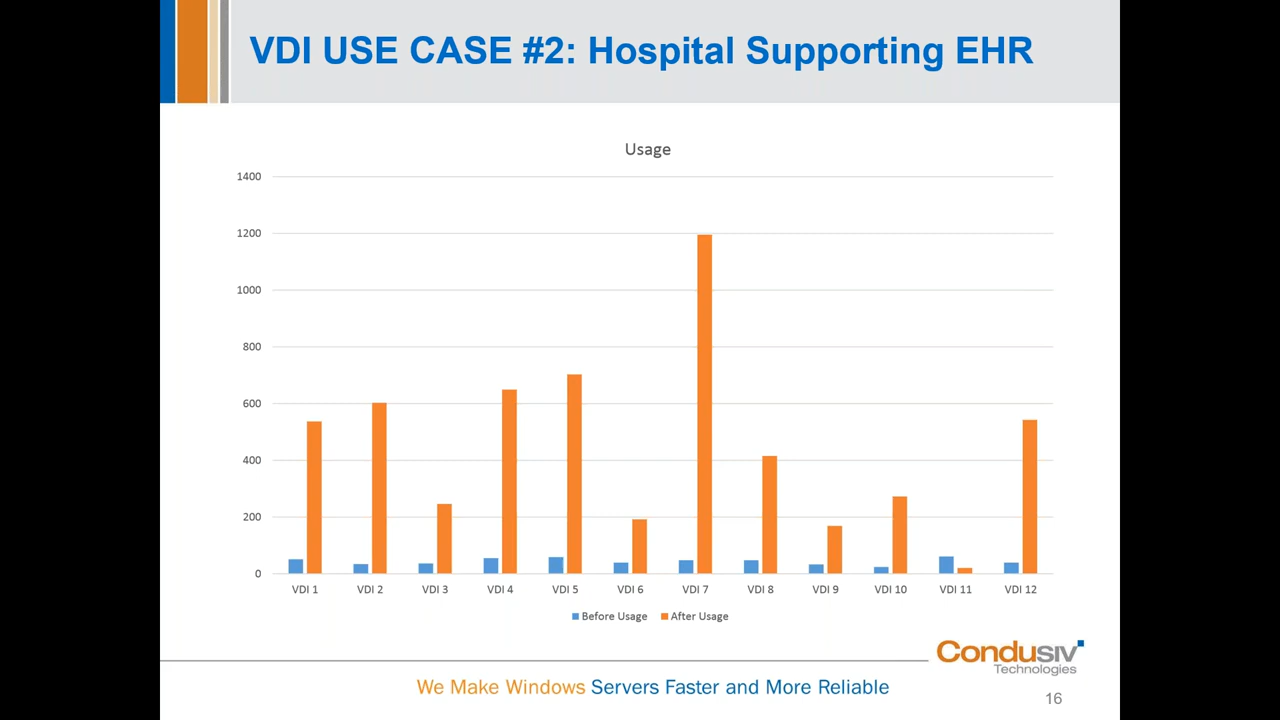 VDI USE CASE #2: Hospital Supporting EHR
Usage
1400
1200
1000
800
600
400
200
0
VDI 1 VDI 2 VDI 3 VDI 4 VDI 5 VDI 6 VDI 7 VDI 8 VDI 9 VDI 10 VDI 11 VDI 12
Before Usage After Usage
Condusiv
Technologies
We Make Windows Servers Faster and More Reliable
16